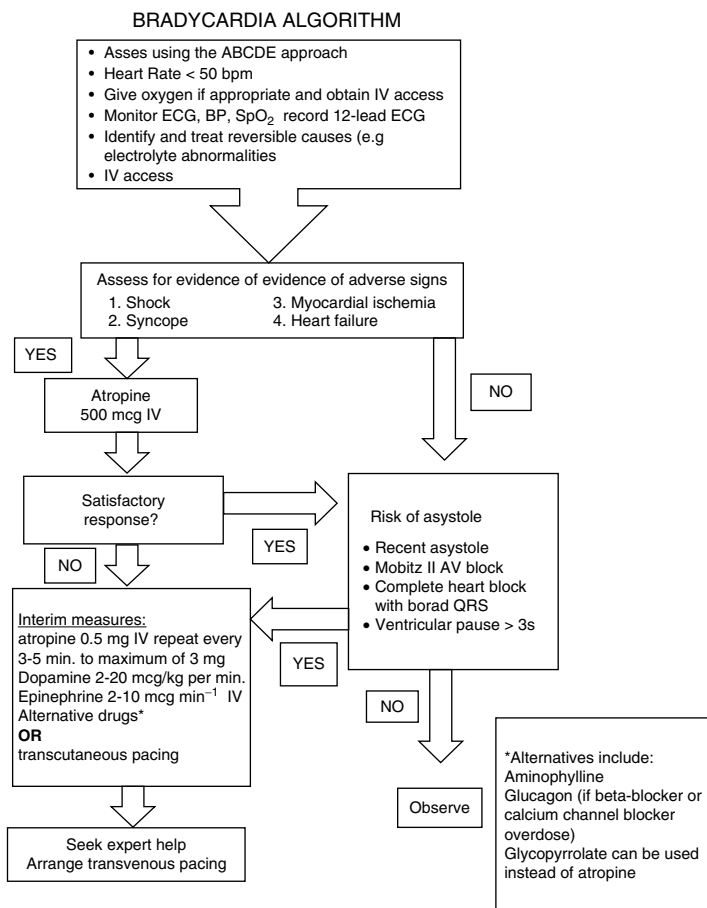 BRADYCARDIA ALGORITHM
• Asses using the ABCDE approach
• Heart Rate < 50 bpm
• Give oxygen if appropriate and obtain IV access
• Monitor ECG, BP, SpO₂ record 12-lead ECG
• Identify and treat reversible causes (e.g
electrolyte abnormalities
• IV access
Assess for evidence of evidence of adverse signs
1. Shock 3. Myocardial ischemia
2. Syncope 4. Heart failure
YES
NO
Atropine
500 mcg IV
Satisfactory
response?
YES
NO
Risk of asystole
• Recent asystole
• Mobitz II AV block
• Complete heart block
with borad QRS
• Ventricular pause > 3s
YES
NO
Interim measures:
atropine 0.5 mg IV repeat every
3-5 min. to maximum of 3 mg
Dopamine 2-20 mcg/kg per min.
Epinephrine 2-10 mcg min⁻¹ IV
Alternative drugs*
OR
transcutaneous pacing
Seek expert help
Arrange transvenous pacing
Observe
*Alternatives include:
Aminophylline
Glucagon (if beta-blocker or
calcium channel blocker
overdose)
Glycopyrrolate can be used
instead of atropine